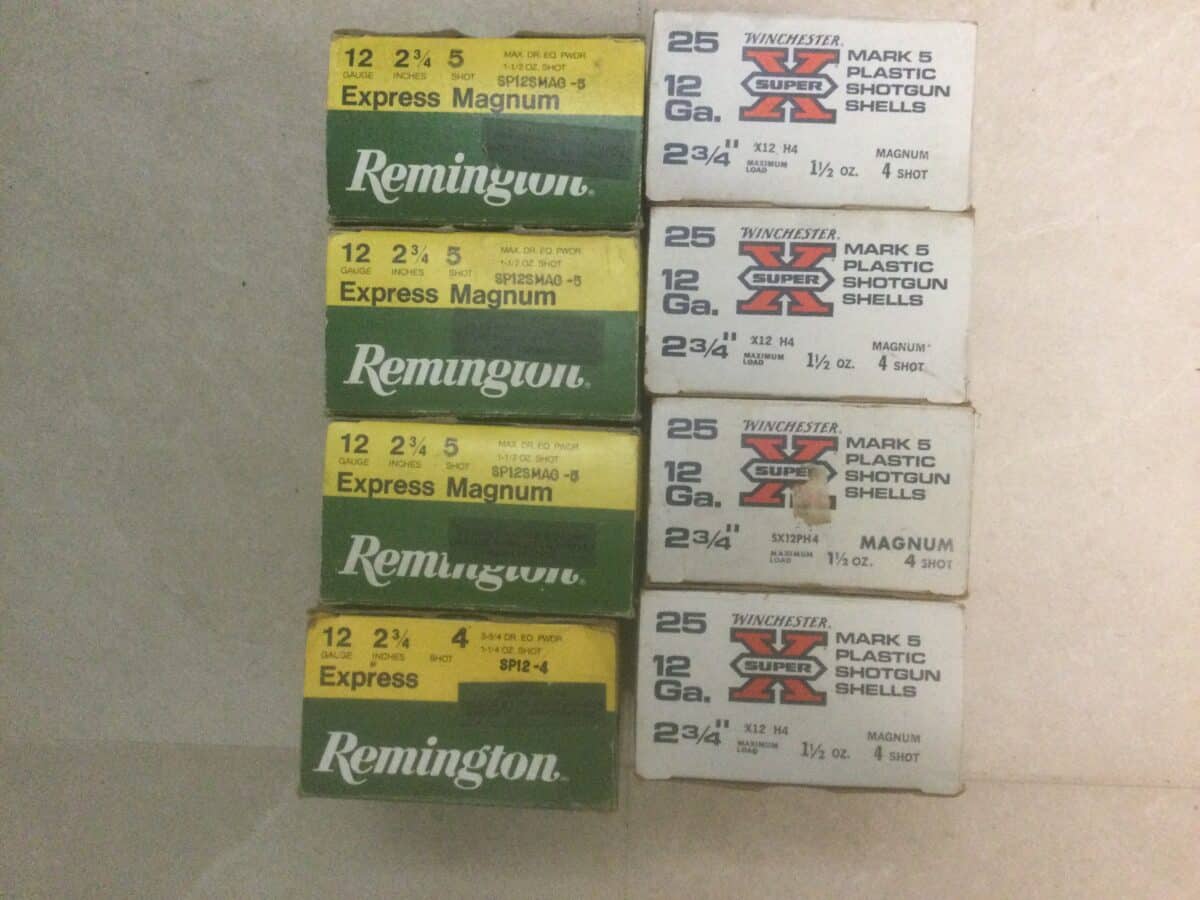 12 2¾ 5 MAX. DR. EQ. PWDR.
GAUGE INCHES SHOT 1-1/2 OZ. SHOT
SP12SMAG -5
Express Magnum
Remington®
12 2¾ 5 MAX. DR. EQ. PWDR.
GAUGE INCHES SHOT 1-1/2 OZ. SHOT
SP12SMAG -5
Express Magnum
Remington®
12 2¾ 5 MAX. DR. EQ. PWDR.
GAUGE INCHES SHOT 1-1/2 OZ. SHOT
SP12SMAG -5
Express Magnum
Remington®
12 2¾ 4 3-3/4 DR. EQ. PWDR.
GAUGE INCHES SHOT 1-1/4 OZ. SHOT
SP12 -4
Express
Remington®
25 WINCHESTER®
12 Ga.
SUPER X
MARK 5
PLASTIC
SHOTGUN
SHELLS
2¾" X12 H4
MAXIMUM
LOAD
1½ OZ.
MAGNUM
4 SHOT
25 WINCHESTER®
12 Ga.
SUPER X
MARK 5
PLASTIC
SHOTGUN
SHELLS
2¾" X12 H4
MAXIMUM
LOAD
1½ OZ.
MAGNUM
4 SHOT
25 WINCHESTER®
12 Ga.
SUPER X
MARK 5
PLASTIC
SHOTGUN
SHELLS
2¾" SX12PH4
MAXIMUM
LOAD
1½ OZ.
MAGNUM
4 SHOT
25 WINCHESTER®
12 Ga.
SUPER X
MARK 5
PLASTIC
SHOTGUN
SHELLS
2¾" X12 H4
MAXIMUM
LOAD
1½ OZ.
MAGNUM
4 SHOT